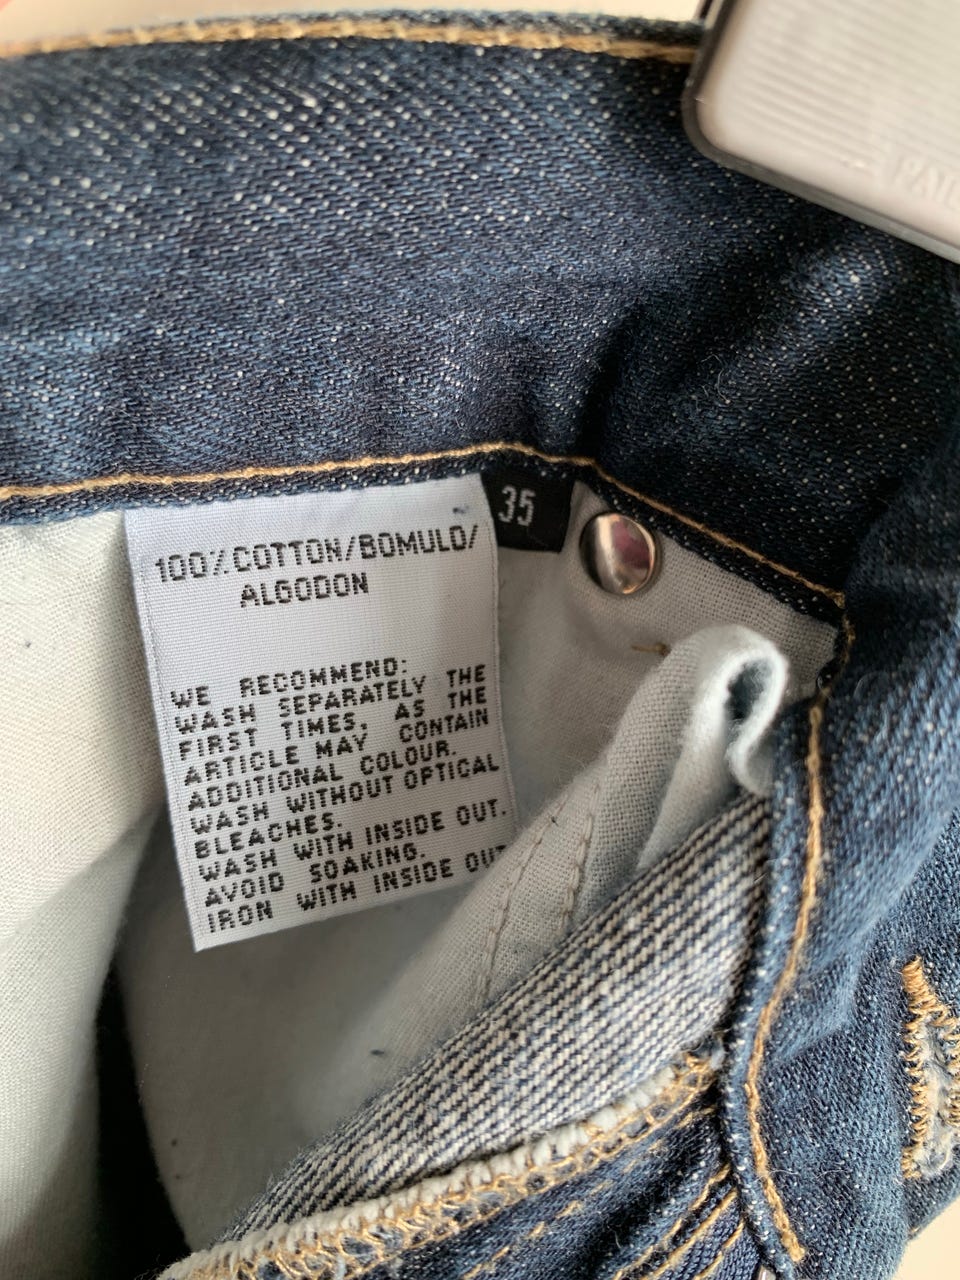 100% COTTON/BOMULD/
ALGODON
35
WE RECOMMEND:
WASH SEPARATELY THE
FIRST TIMES, AS THE
ARTICLE MAY CONTAIN
ADDITIONAL COLOUR.
WASH WITHOUT OPTICAL
BLEACHES.
WASH WITH INSIDE OUT.
AVOID SOAKING.
IRON WITH INSIDE OUT